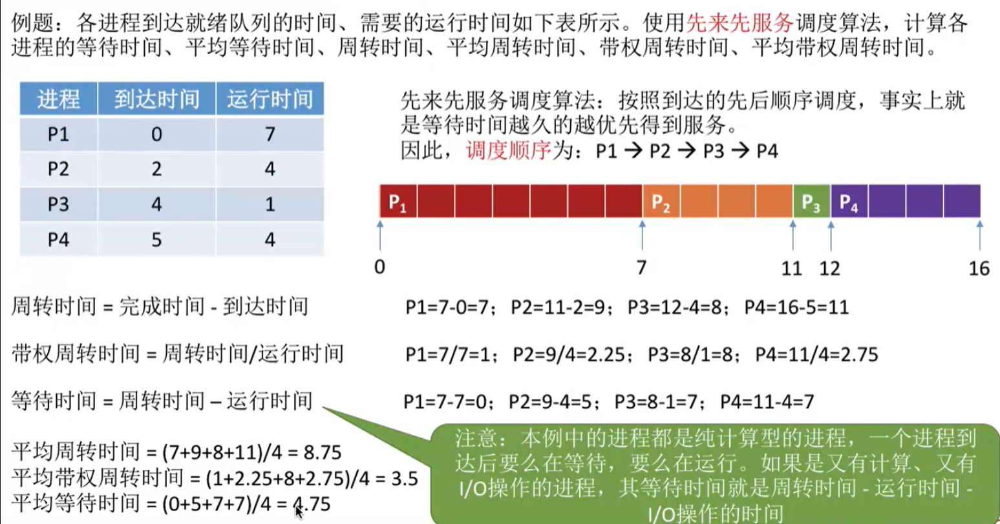 例题：各进程到达就绪队列的时间、需要的运行时间如下表所示。使用先来先服务调度算法，计算各
进程的等待时间、平均等待时间、周转时间、平均周转时间、带权周转时间、平均带权周转时间。
进程 到达时间 运行时间
P1 0 7
P2 2 4
P3 4 1
P4 5 4
先来先服务调度算法：按照到达的先后顺序调度，事实上就
是等待时间越久的越优先得到服务。
因此，调度顺序为：P1 → P2 → P3 → P4
P₁ P₂ P₃ P₄
0 7 11 12 16
周转时间 = 完成时间 - 到达时间
P1=7-0=7；P2=11-2=9；P3=12-4=8；P4=16-5=11
带权周转时间 = 周转时间/运行时间
P1=7/7=1；P2=9/4=2.25；P3=8/1=8；P4=11/4=2.75
等待时间 = 周转时间 – 运行时间
P1=7-7=0；P2=9-4=5；P3=8-1=7；P4=11-4=7
平均周转时间 = (7+9+8+11)/4 = 8.75
平均带权周转时间 = (1+2.25+8+2.75)/4 = 3.5
平均等待时间 = (0+5+7+7)/4 = 4.75
注意：本例中的进程都是纯计算型的进程，一个进程到
达后要么在等待，要么在运行。如果是又有计算、又有
I/O操作的进程，其等待时间就是周转时间 - 运行时间 -
I/O操作的时间